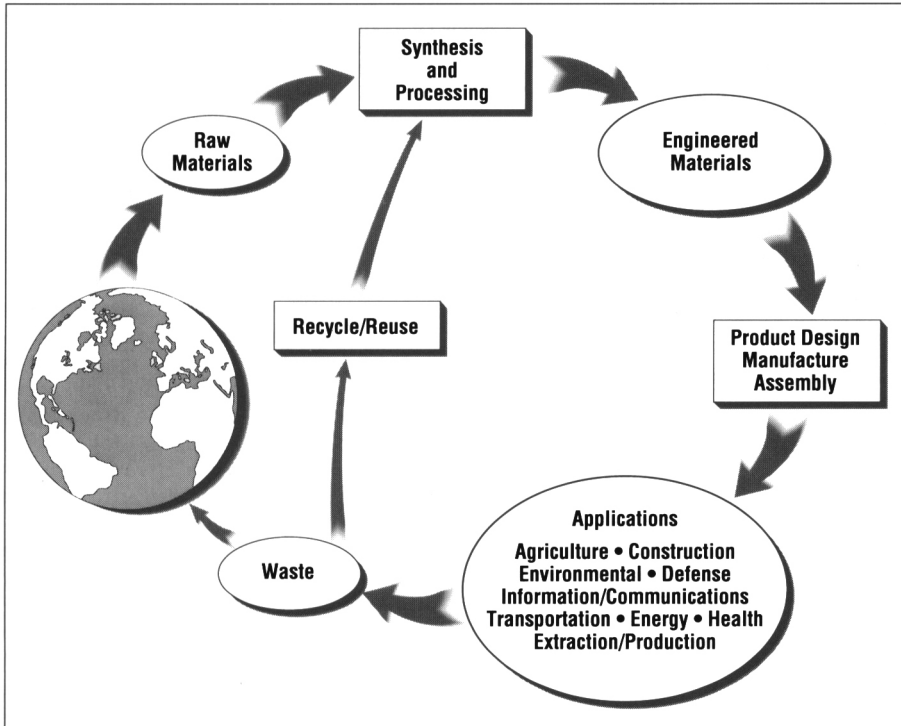 Synthesis
and
Processing
Raw
Materials
Engineered
Materials
Recycle/Reuse
Product Design
Manufacture
Assembly
Applications
Agriculture • Construction
Environmental • Defense
Information/Communications
Transportation • Energy • Health
Extraction/Production
Waste